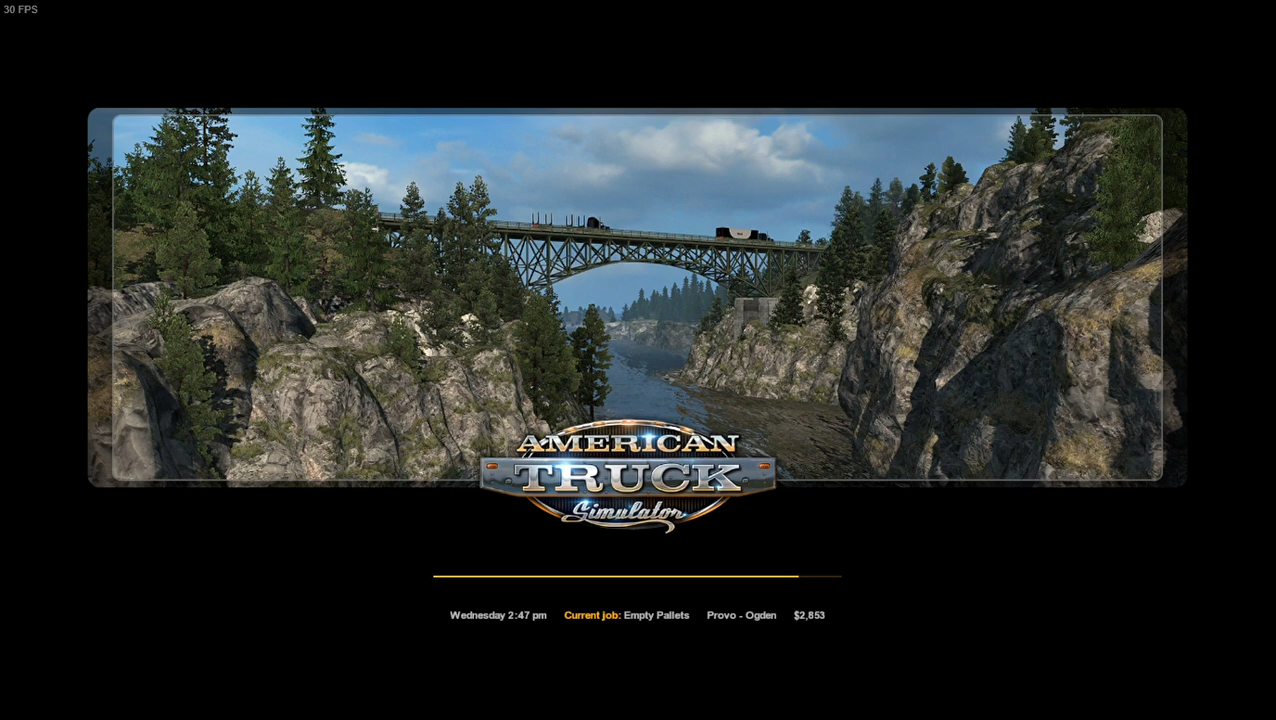 30 FPS
AMERICAN
TRUCK
Simulator
Wednesday 2:47 pm Current job: Empty Pallets Provo - Ogden $2,853